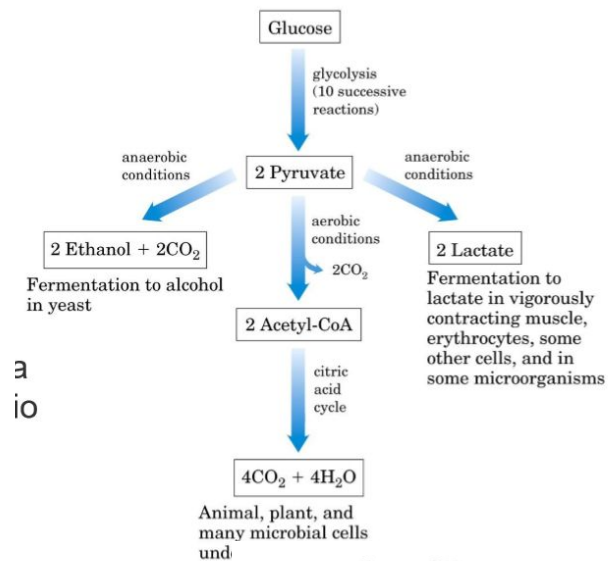 Glucose
glycolysis
(10 successive
reactions)
anaerobic
conditions
2 Pyruvate
anaerobic
conditions
2 Ethanol + 2CO₂
Fermentation to alcohol
in yeast
aerobic
conditions
2CO₂
2 Lactate
Fermentation to
lactate in vigorously
contracting muscle,
erythrocytes, some
other cells, and in
some microorganisms
2 Acetyl-CoA
a
io
citric
acid
cycle
4CO₂ + 4H₂O
Animal, plant, and
many microbial cells